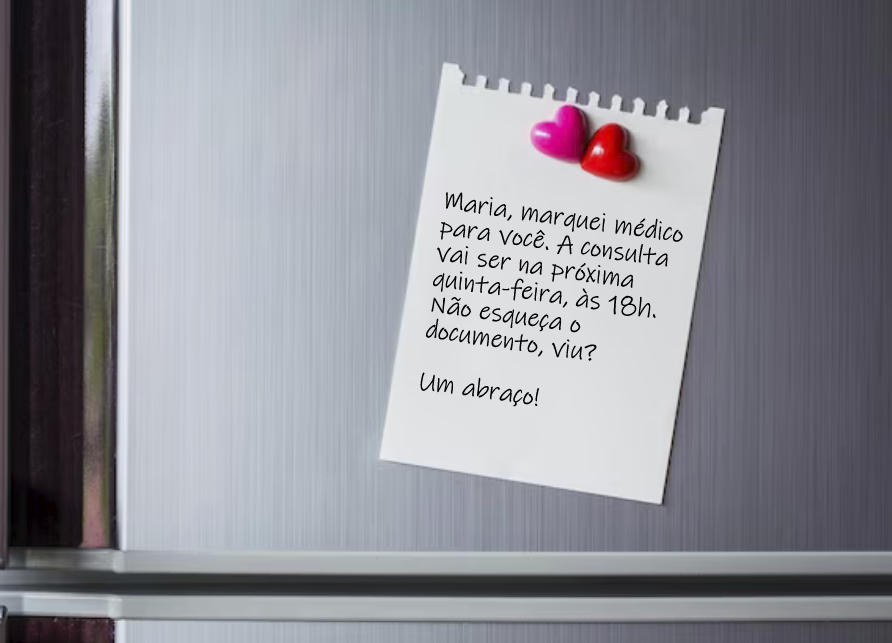 Maria, marquei médico
para você. A consulta
vai ser na próxima
quinta-feira, às 18h.
Não esqueça o
documento, viu?
Um abraço!